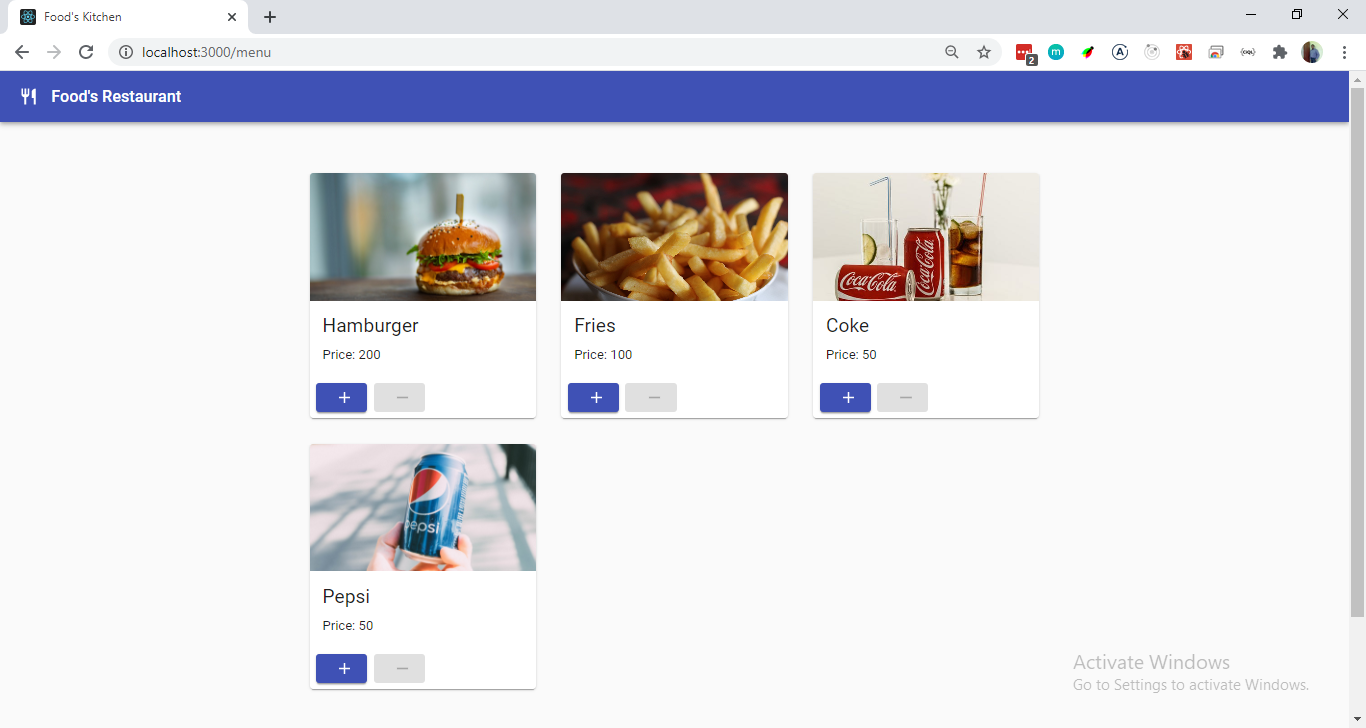 Food's Kitchen
localhost:3000/menu
2
Food's Restaurant
Coca-Cola
Coca-Cola
Hamburger
Fries
Coke
Price: 200
Price: 100
Price: 50
pepsi
Pepsi
Price: 50
Activate Windows
Go to Settings to activate Windows.